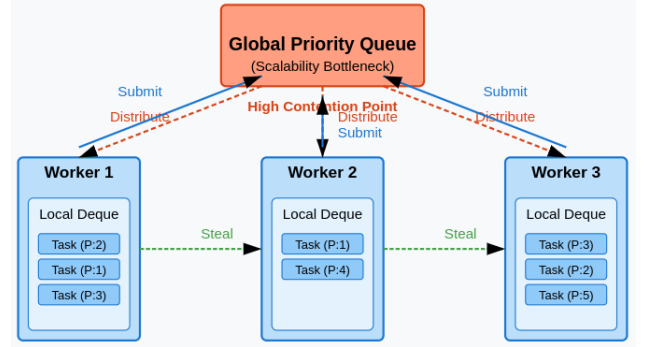 Global Priority Queue
(Scalability Bottleneck)
High Contention Point
Submit
Distribute
Distribute
Submit
Submit
Distribute
Worker 1
Local Deque
Task (P:2)
Task (P:1)
Task (P:3)
Steal
Worker 2
Local Deque
Task (P:1)
Task (P:4)
Steal
Worker 3
Local Deque
Task (P:3)
Task (P:2)
Task (P:5)